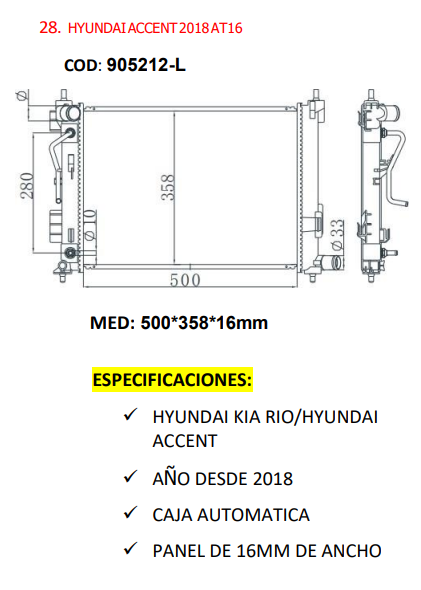 28. HYUNDAI ACCENT 2018 AT16
COD: 905212-L
Ø
280
358
Ø 10
Ø 33
500
MED: 500*358*16mm
ESPECIFICACIONES:
✓ HYUNDAI KIA RIO/HYUNDAI
ACCENT
✓ AÑO DESDE 2018
✓ CAJA AUTOMATICA
✓ PANEL DE 16MM DE ANCHO